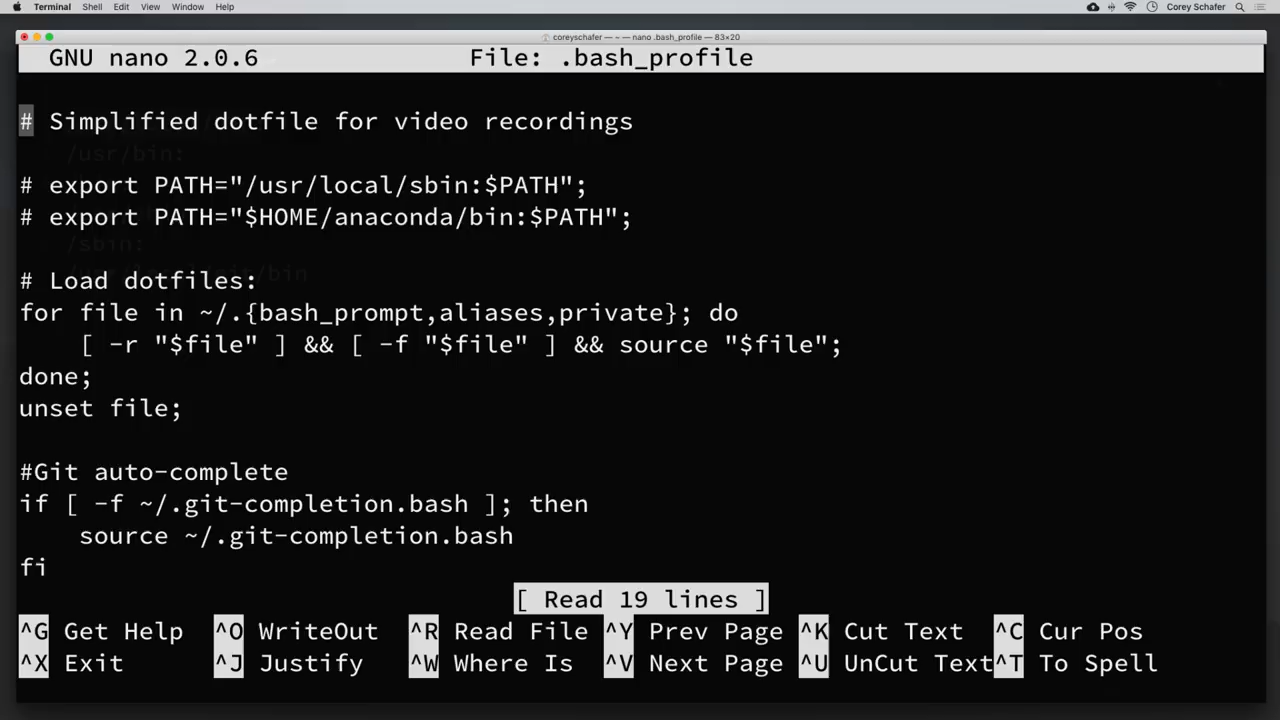 Terminal Shell Edit View Window Help Corey Schafer
coreyschafer — ~ — nano .bash_profile — 83×20
GNU nano 2.0.6 File: .bash_profile
# Simplified dotfile for video recordings
/usr/bin:
# export PATH="/usr/local/sbin:$PATH";
# export PATH="$HOME/anaconda/bin:$PATH";
/sbin:
# Load dotfiles:
for file in ~/.{bash_prompt,aliases,private}; do
    [ -r "$file" ] && [ -f "$file" ] && source "$file";
done;
unset file;
#Git auto-complete
if [ -f ~/.git-completion.bash ]; then
    source ~/.git-completion.bash
fi
[ Read 19 lines ]
^G Get Help ^O WriteOut ^R Read File ^Y Prev Page ^K Cut Text ^C Cur Pos
^X Exit ^J Justify ^W Where Is ^V Next Page ^U UnCut Text ^T To Spell